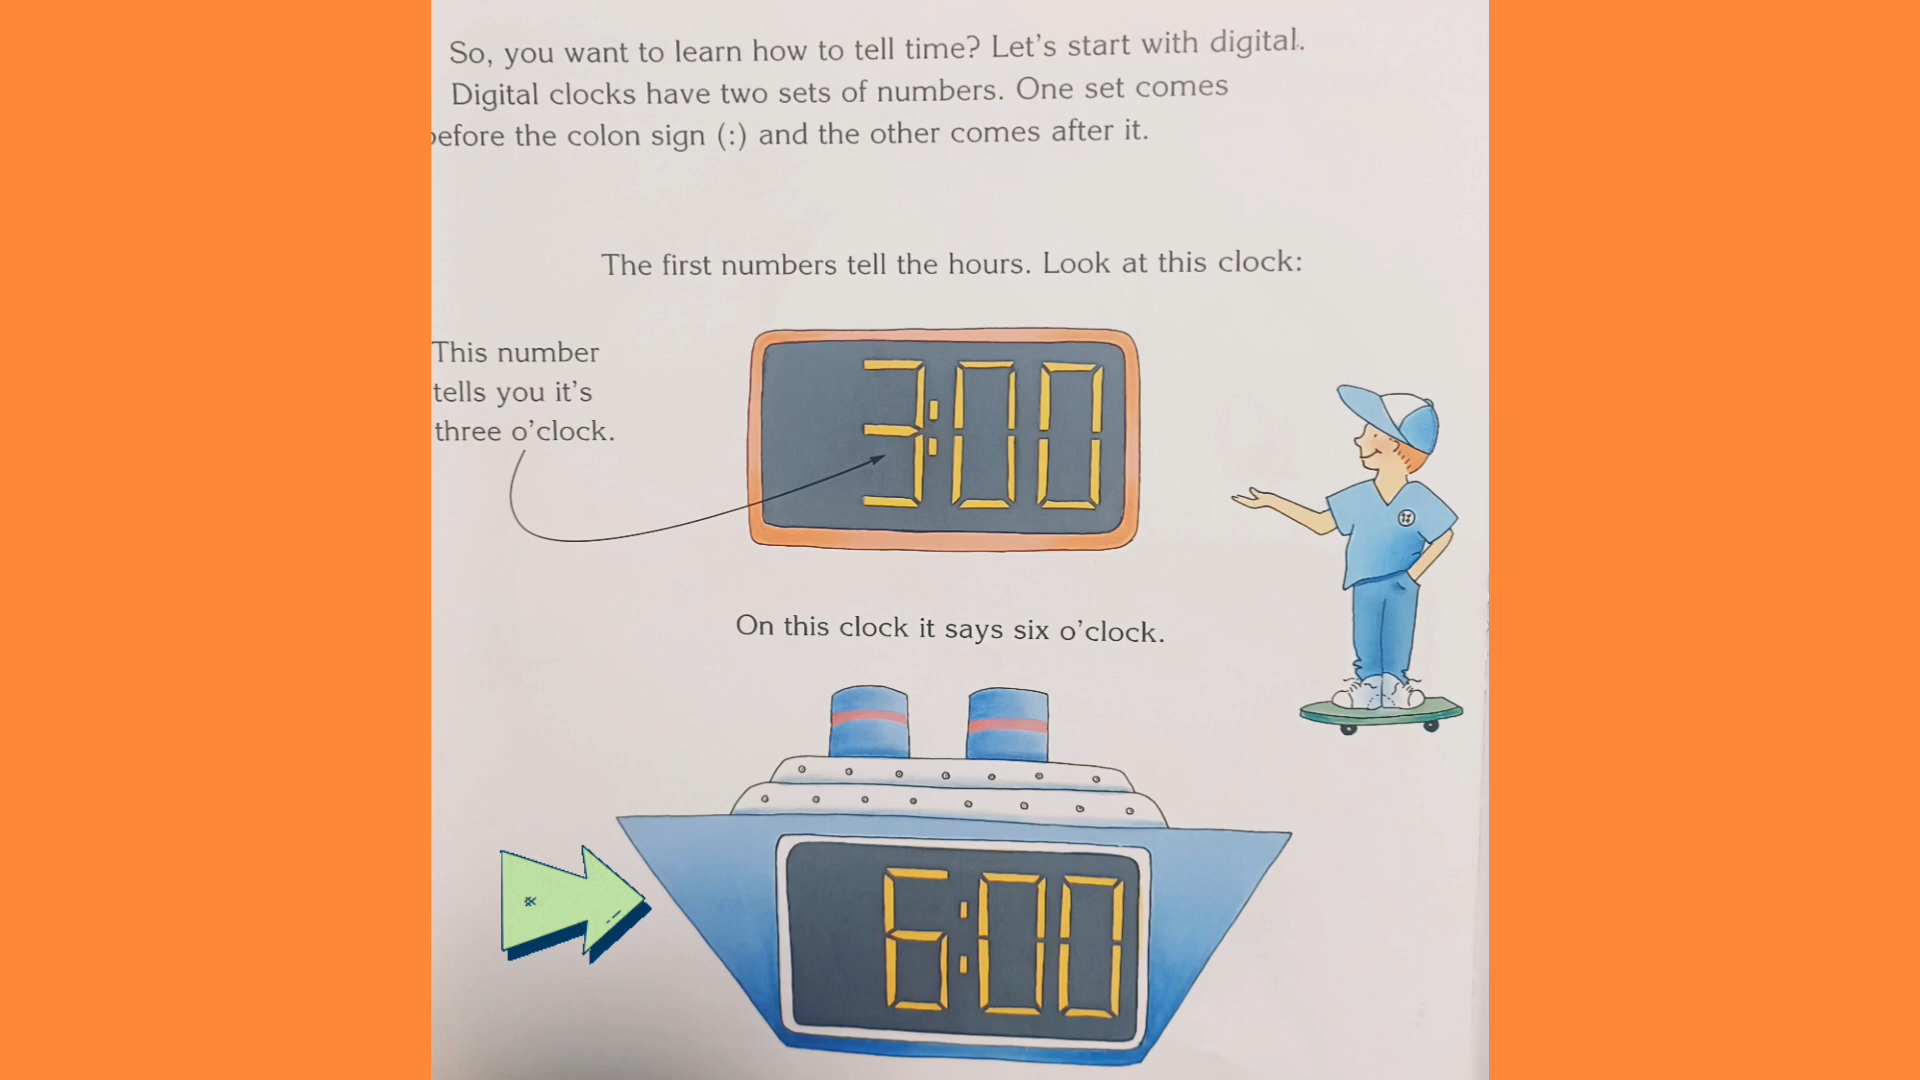 So, you want to learn how to tell time? Let's start with digital.
Digital clocks have two sets of numbers. One set comes
before the colon sign (:) and the other comes after it.
The first numbers tell the hours. Look at this clock:
This number
tells you it's
three o'clock.
3:00
On this clock it says six o'clock.
6:00